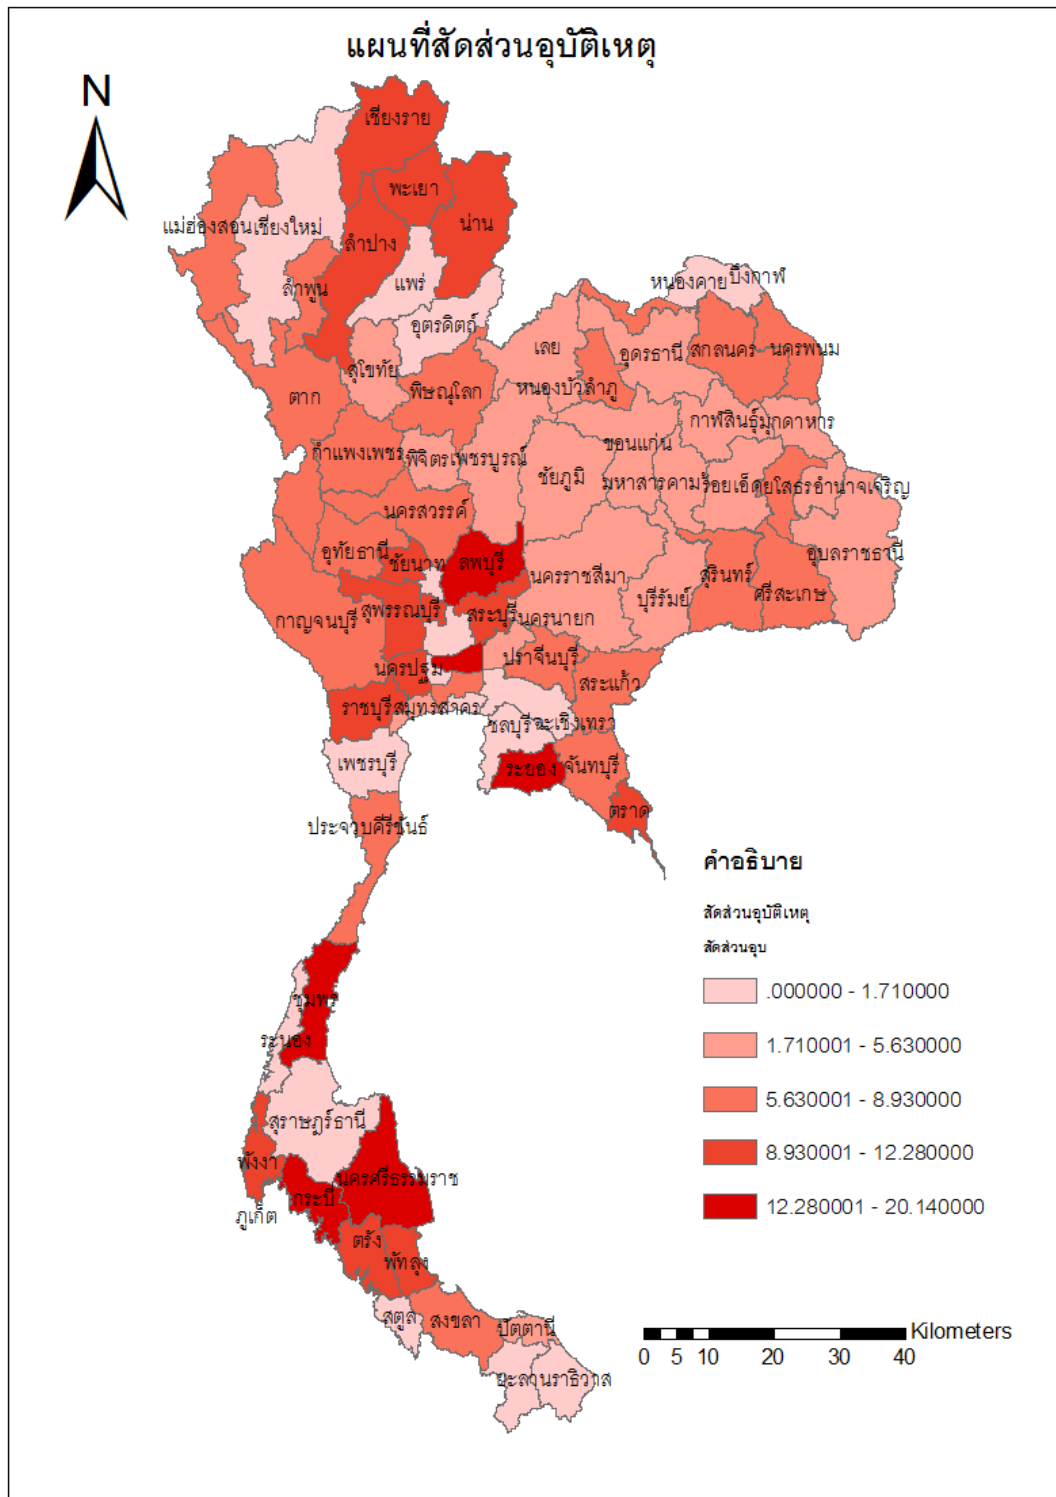 แผนที่สัดส่วนอุบัติเหตุ
N
เชียงราย
พะเยา
น่าน
แม่ฮ่องสอน
เชียงใหม่
ลำปาง
แพร่
ลำพูน
อุตรดิตถ์
หนองคาย
บึงกาฬ
เลย
อุดรธานี
สกลนคร
นครพนม
สุโขทัย
ตาก
พิษณุโลก
หนองบัวลำภู
กาฬสินธุ์
มุกดาหาร
กำแพงเพชร
พิจิตร
เพชรบูรณ์
ขอนแก่น
ชัยภูมิ
มหาสารคาม
ร้อยเอ็ด
ยโสธร
อำนาจเจริญ
นครสวรรค์
อุทัยธานี
ชัยนาท
ลพบุรี
นครราชสีมา
บุรีรัมย์
สุรินทร์
ศรีสะเกษ
อุบลราชธานี
กาญจนบุรี
สุพรรณบุรี
สระบุรี
นครนายก
นครปฐม
ปราจีนบุรี
สระแก้ว
ราชบุรี
สมุทรสาคร
ชลบุรี
ฉะเชิงเทรา
เพชรบุรี
ระยอง
จันทบุรี
ตราด
ประจวบคีรีขันธ์
คำอธิบาย
สัดส่วนอุบัติเหตุ
สัดส่วนอุบ
.000000 - 1.710000
1.710001 - 5.630000
5.630001 - 8.930000
8.930001 - 12.280000
12.280001 - 20.140000
ชุมพร
ระนอง
สุราษฎร์ธานี
พังงา
กระบี่
นครศรีธรรมราช
ภูเก็ต
ตรัง
พัทลุง
สตูล
สงขลา
ปัตตานี
ยะลา
นราธิวาส
Kilometers
0 5 10 20 30 40